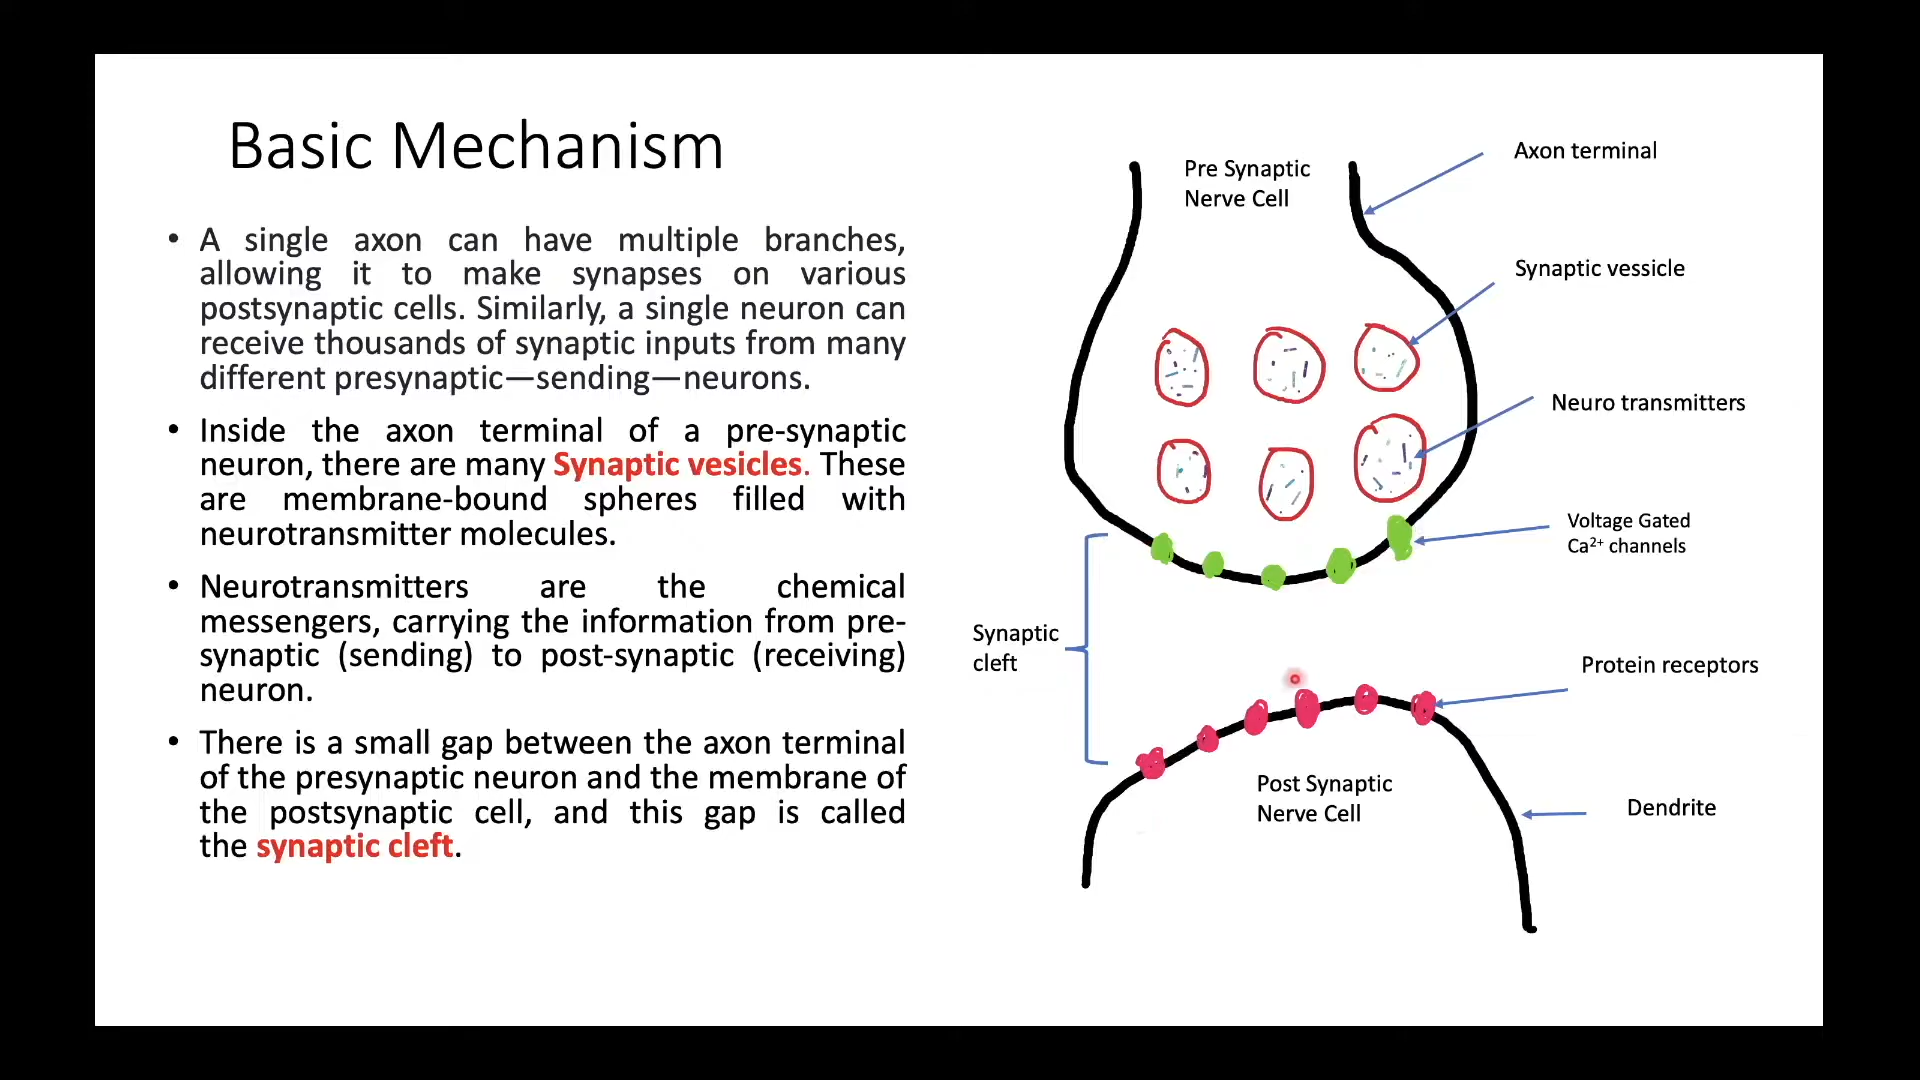 Basic Mechanism
• A single axon can have multiple branches,
allowing it to make synapses on various
postsynaptic cells. Similarly, a single neuron can
receive thousands of synaptic inputs from many
different presynaptic—sending—neurons.
• Inside the axon terminal of a pre-synaptic
neuron, there are many Synaptic vesicles. These
are membrane-bound spheres filled with
neurotransmitter molecules.
• Neurotransmitters are the chemical
messengers, carrying the information from pre-
synaptic (sending) to post-synaptic (receiving)
neuron.
• There is a small gap between the axon terminal
of the presynaptic neuron and the membrane of
the postsynaptic cell, and this gap is called
the synaptic cleft.
Pre Synaptic
Nerve Cell
Axon terminal
Synaptic vessicle
Neuro transmitters
Voltage Gated
Ca²⁺ channels
Synaptic
cleft
Protein receptors
Post Synaptic
Nerve Cell
Dendrite